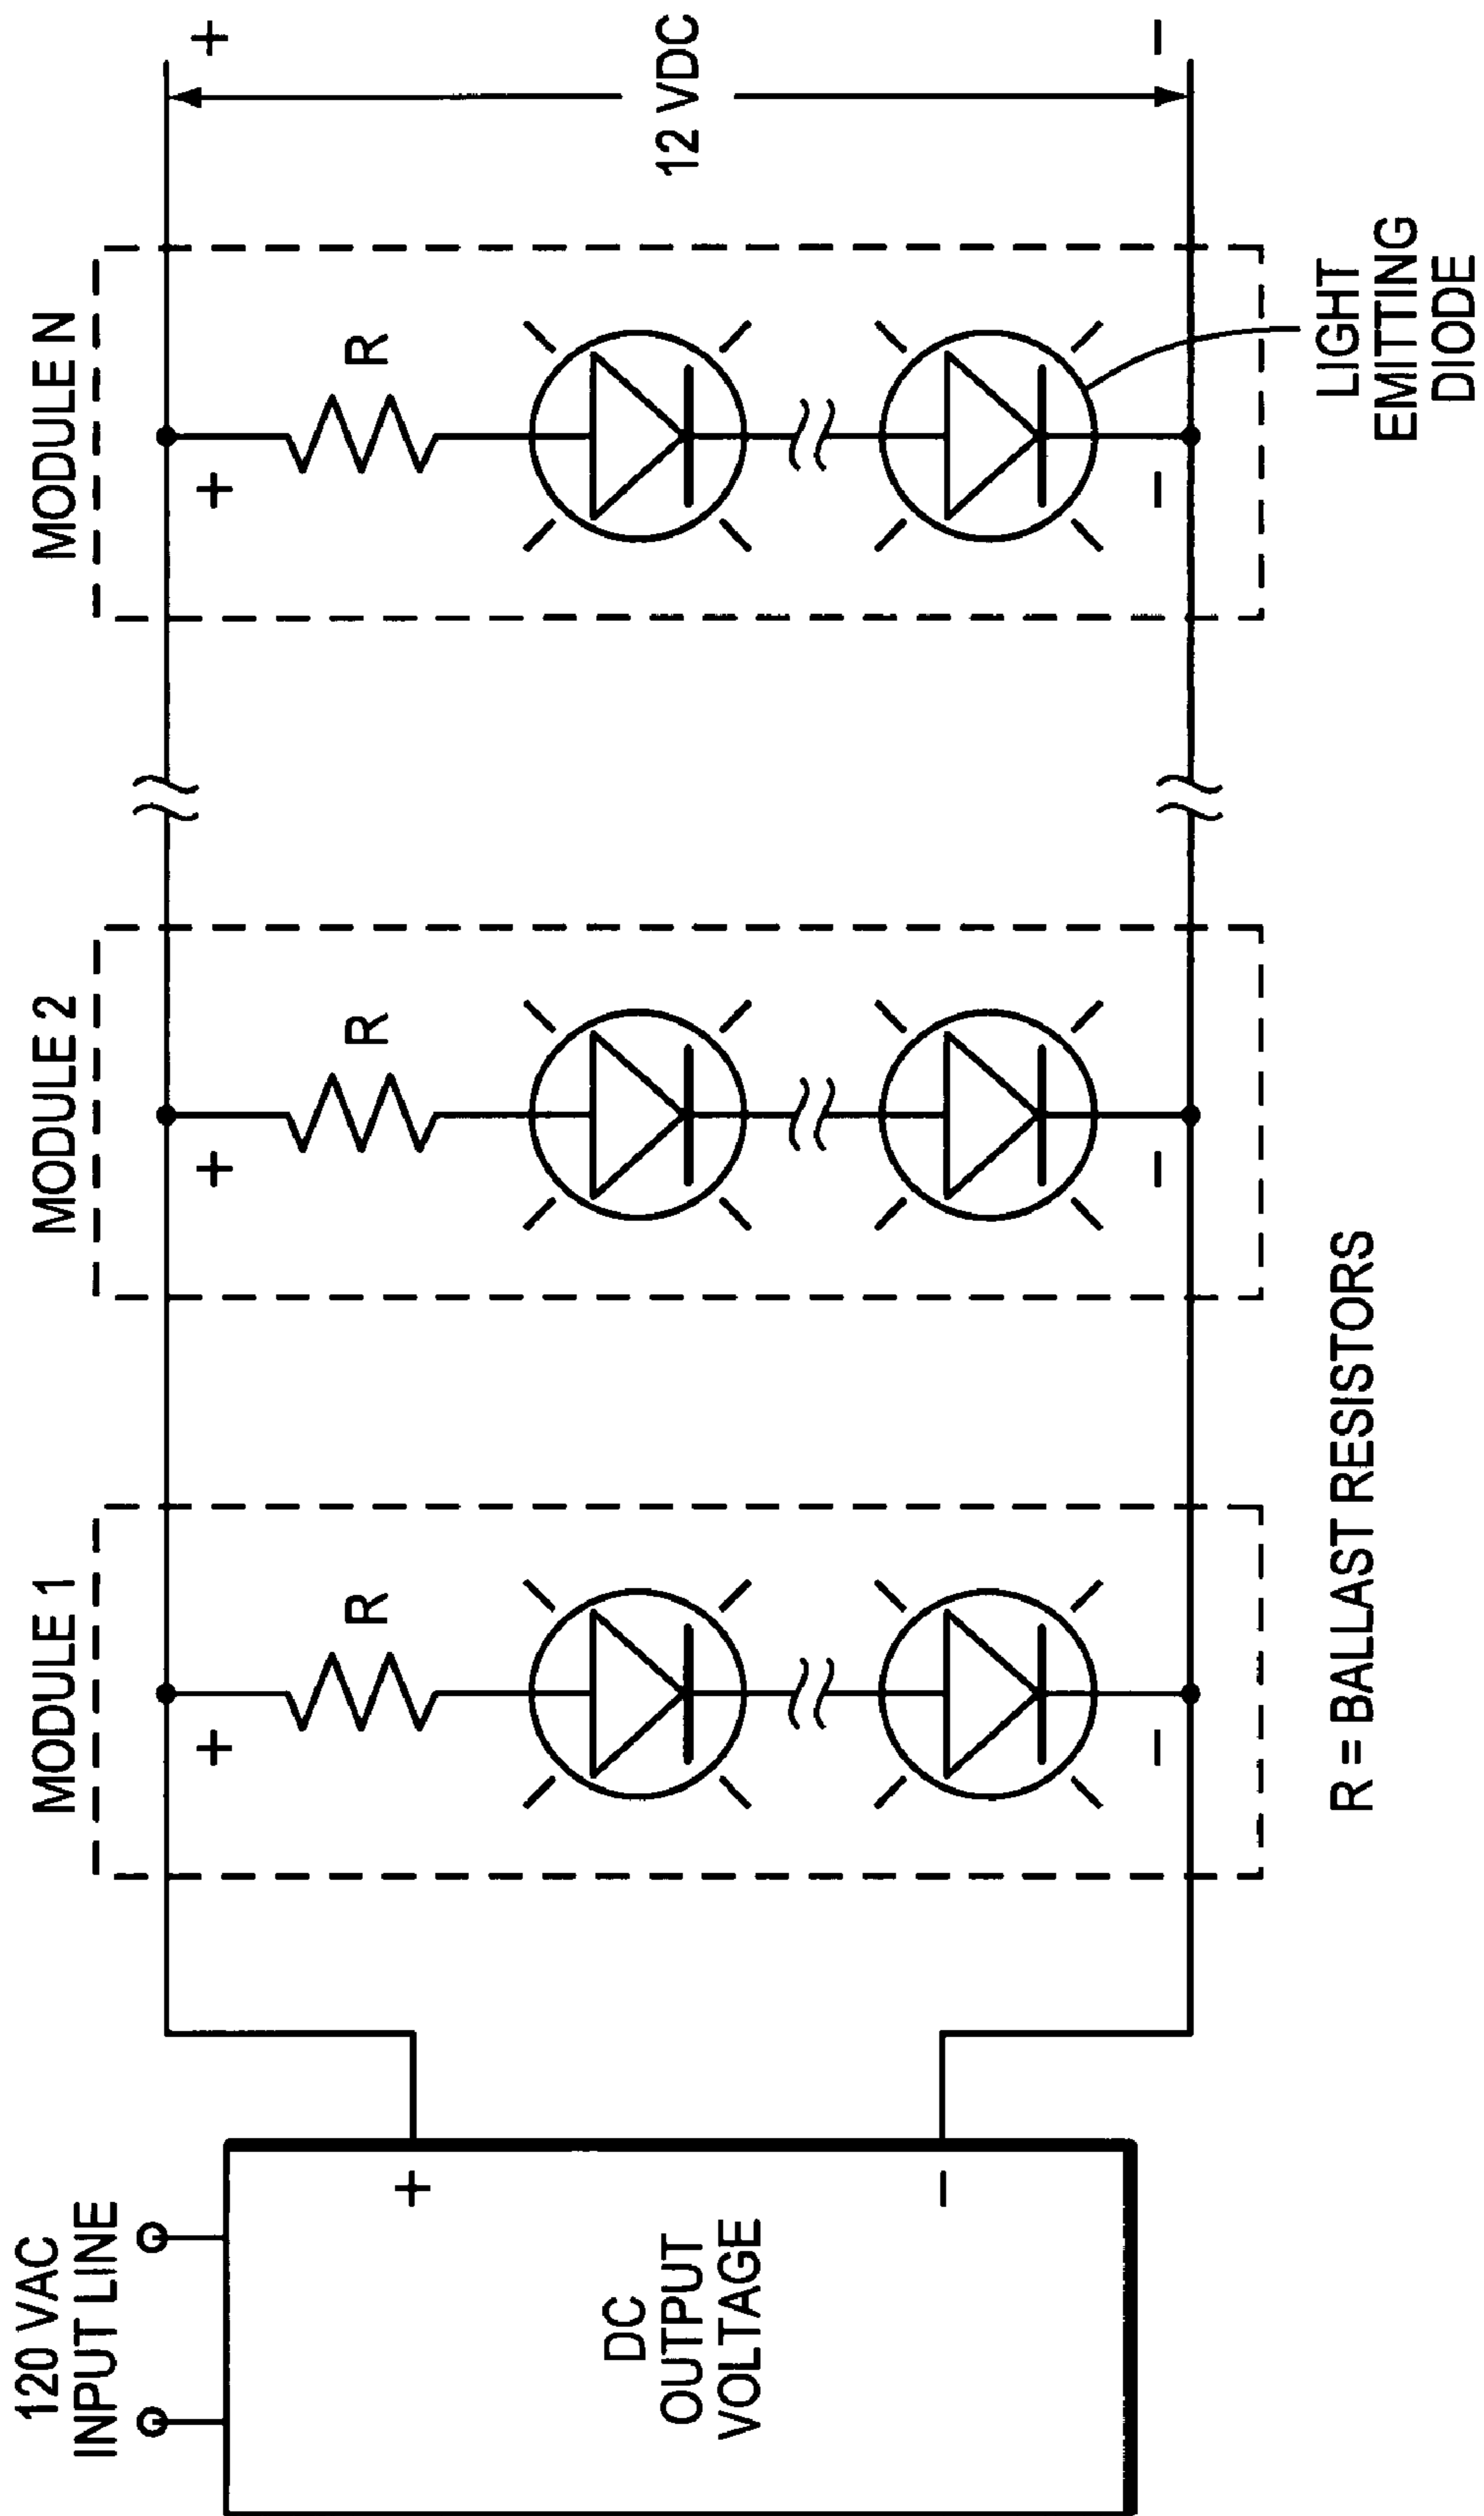 120 VAC
INPUT LINE
DC
OUTPUT
VOLTAGE
+
−
MODULE 1
+
R
−
MODULE 2
+
R
−
MODULE N
+
R
−
+
12 VDC
−
LIGHT
EMITTING
DIODE
R = BALLAST RESISTORS